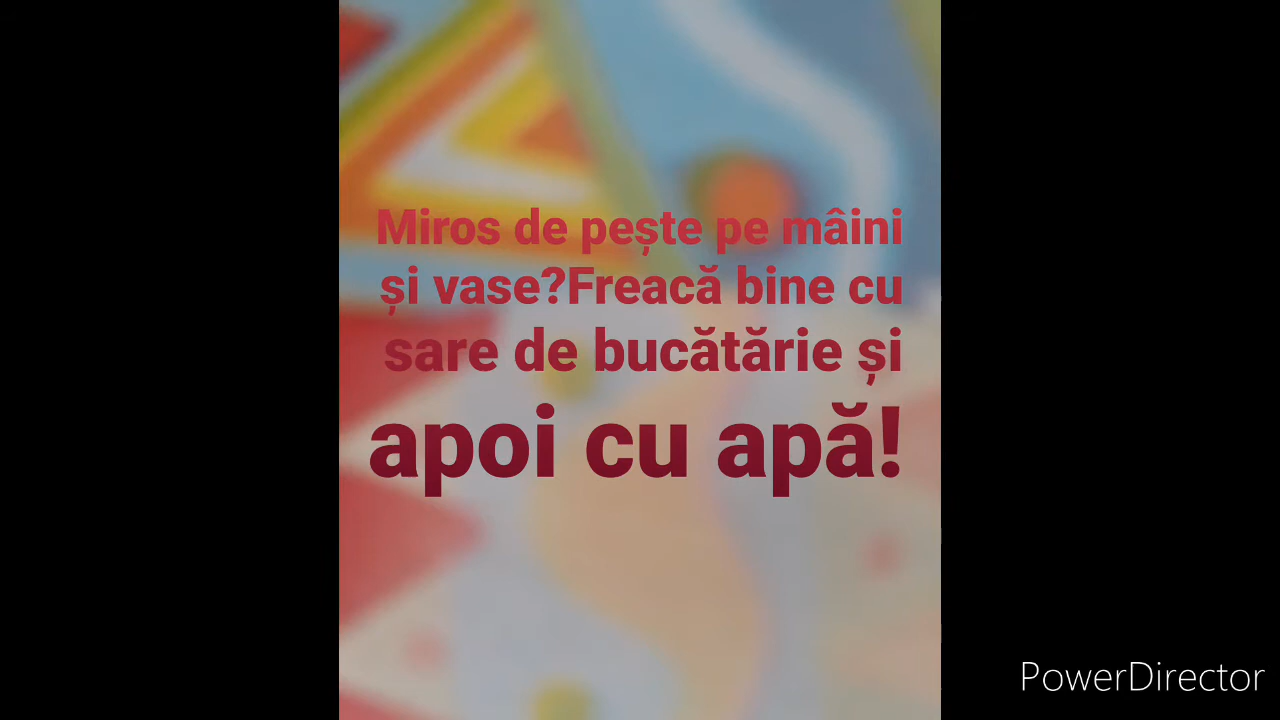 Miros de pește pe mâini
și vase?Freacă bine cu
sare de bucătărie și
apoi cu apă!
PowerDirector